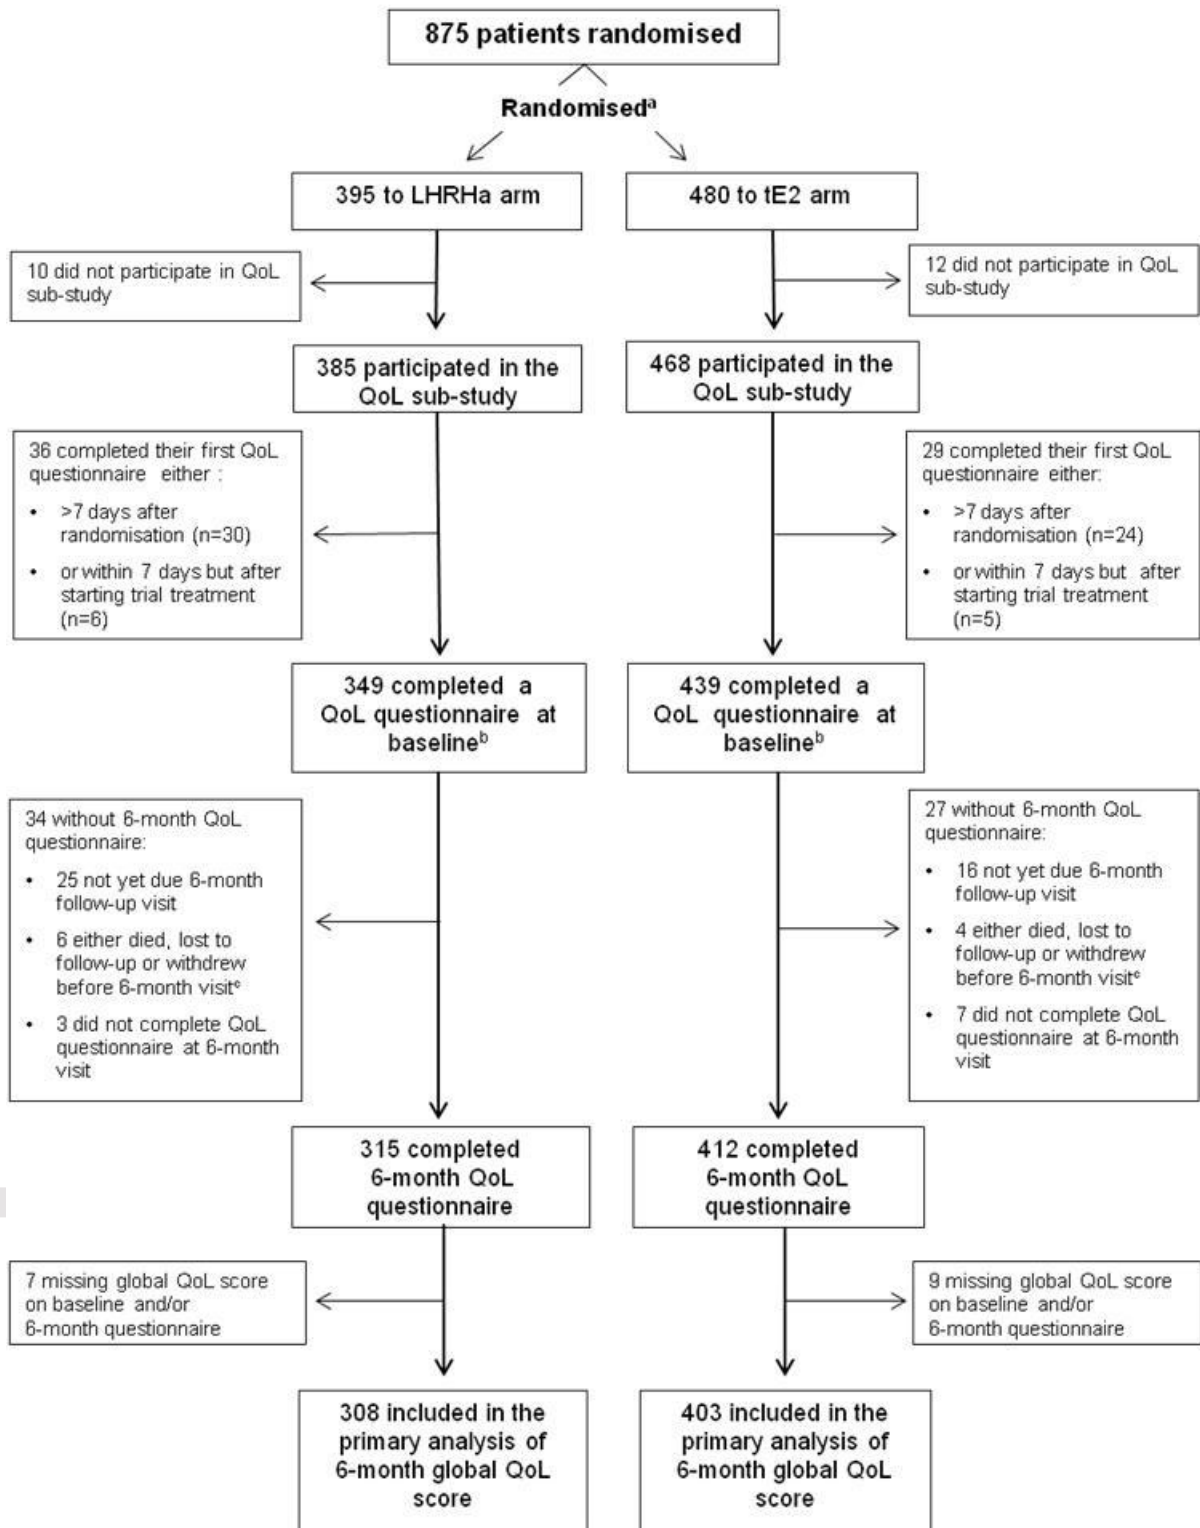 875 patients randomised
Randomisedᵃ
395 to LHRHa arm
480 to tE2 arm
10 did not participate in QoL
sub-study
12 did not participate in QoL
sub-study
385 participated in the
QoL sub-study
468 participated in the
QoL sub-study
36 completed their first QoL
questionnaire either :
• >7 days after
randomisation (n=30)
• or within 7 days but after
starting trial treatment
(n=6)
29 completed their first QoL
questionnaire either:
• >7 days after
randomisation (n=24)
• or within 7 days but after
starting trial treatment
(n=5)
349 completed a
QoL questionnaire at
baselineᵇ
439 completed a
QoL questionnaire at
baselineᵇ
34 without 6-month QoL
questionnaire:
• 25 not yet due 6-month
follow-up visit
• 6 either died, lost to
follow-up or withdrew
before 6-month visitᶜ
• 3 did not complete QoL
questionnaire at 6-month
visit
27 without 6-month QoL
questionnaire:
• 16 not yet due 6-month
follow-up visit
• 4 either died, lost to
follow-up or withdrew
before 6-month visitᶜ
• 7 did not complete QoL
questionnaire at 6-month
visit
315 completed
6-month QoL
questionnaire
412 completed
6-month QoL
questionnaire
7 missing global QoL score
on baseline and/or
6-month questionnaire
9 missing global QoL score
on baseline and/or
6-month questionnaire
308 included in the
primary analysis of
6-month global QoL
score
403 included in the
primary analysis of
6-month global QoL
score